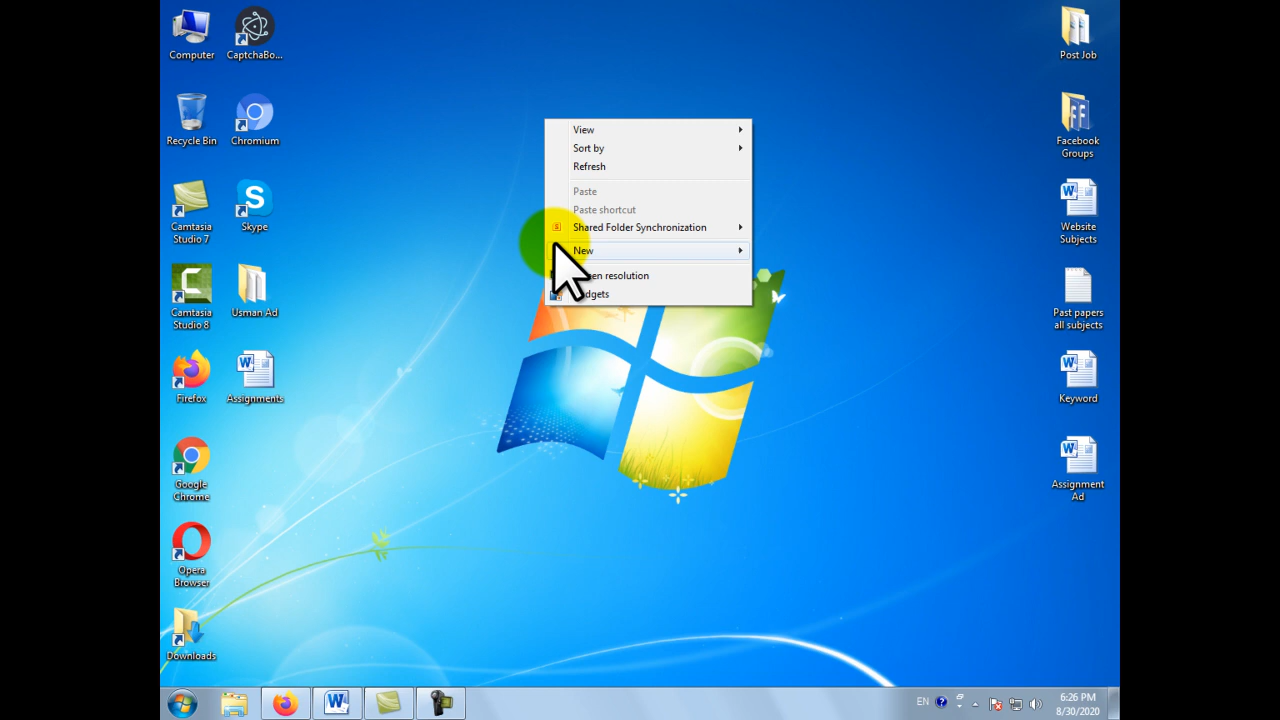 Computer
CaptchaBo...
Recycle Bin
Chromium
Camtasia
Studio 7
Skype
Camtasia
Studio 8
Usman Ad
Firefox
Assignments
Google
Chrome
Opera
Browser
Downloads
View
Sort by
Refresh
Paste
Paste shortcut
Shared Folder Synchronization
New
resolution
Post Job
Facebook
Groups
Website
Subjects
Past papers
all subjects
Keyword
Assignment
Ad
EN
6:26 PM
8/30/2020